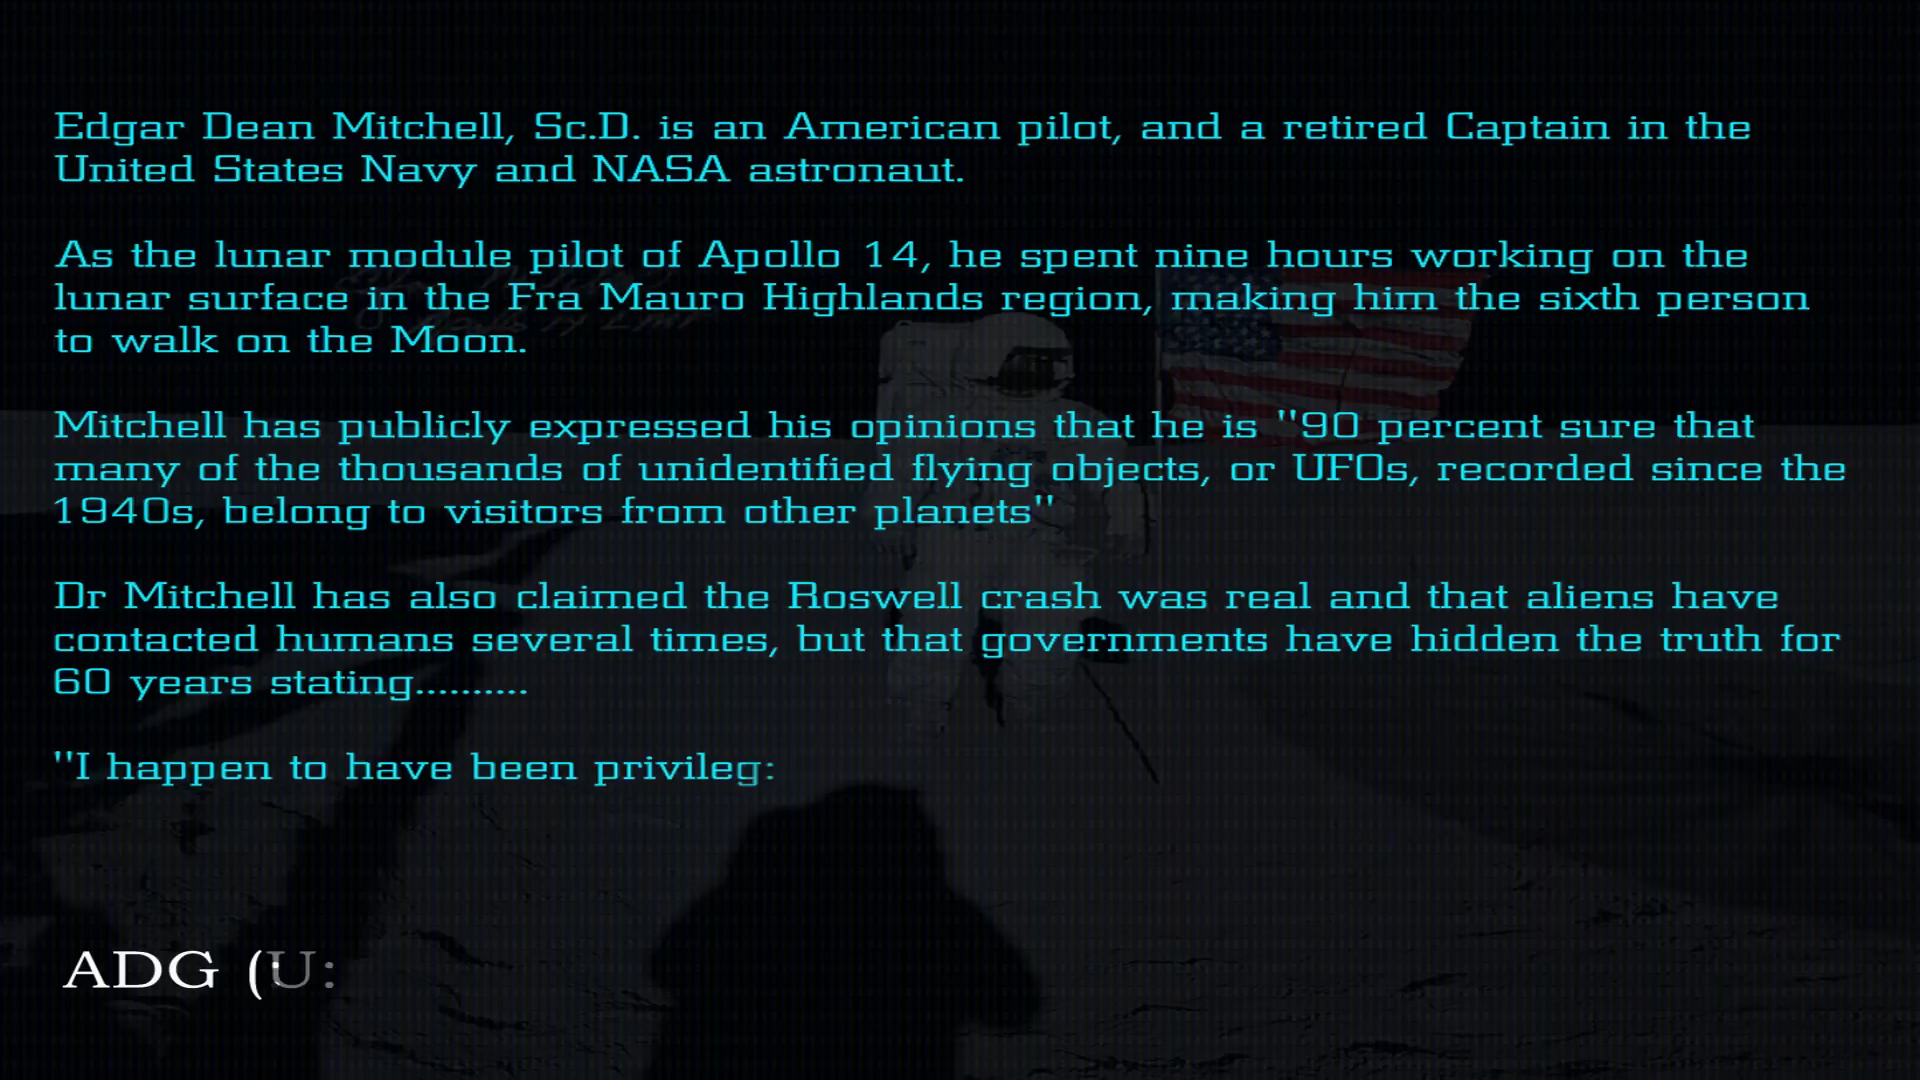 Edgar Dean Mitchell, Sc.D. is an American pilot, and a retired Captain in the
United States Navy and NASA astronaut.
As the lunar module pilot of Apollo 14, he spent nine hours working on the
lunar surface in the Fra Mauro Highlands region, making him the sixth person
to walk on the Moon.
Mitchell has publicly expressed his opinions that he is "90 percent sure that
many of the thousands of unidentified flying objects, or UFOs, recorded since the
1940s, belong to visitors from other planets"
Dr Mitchell has also claimed the Roswell crash was real and that aliens have
contacted humans several times, but that governments have hidden the truth for
60 years stating..........
"I happen to have been privileg:
ADG (U: